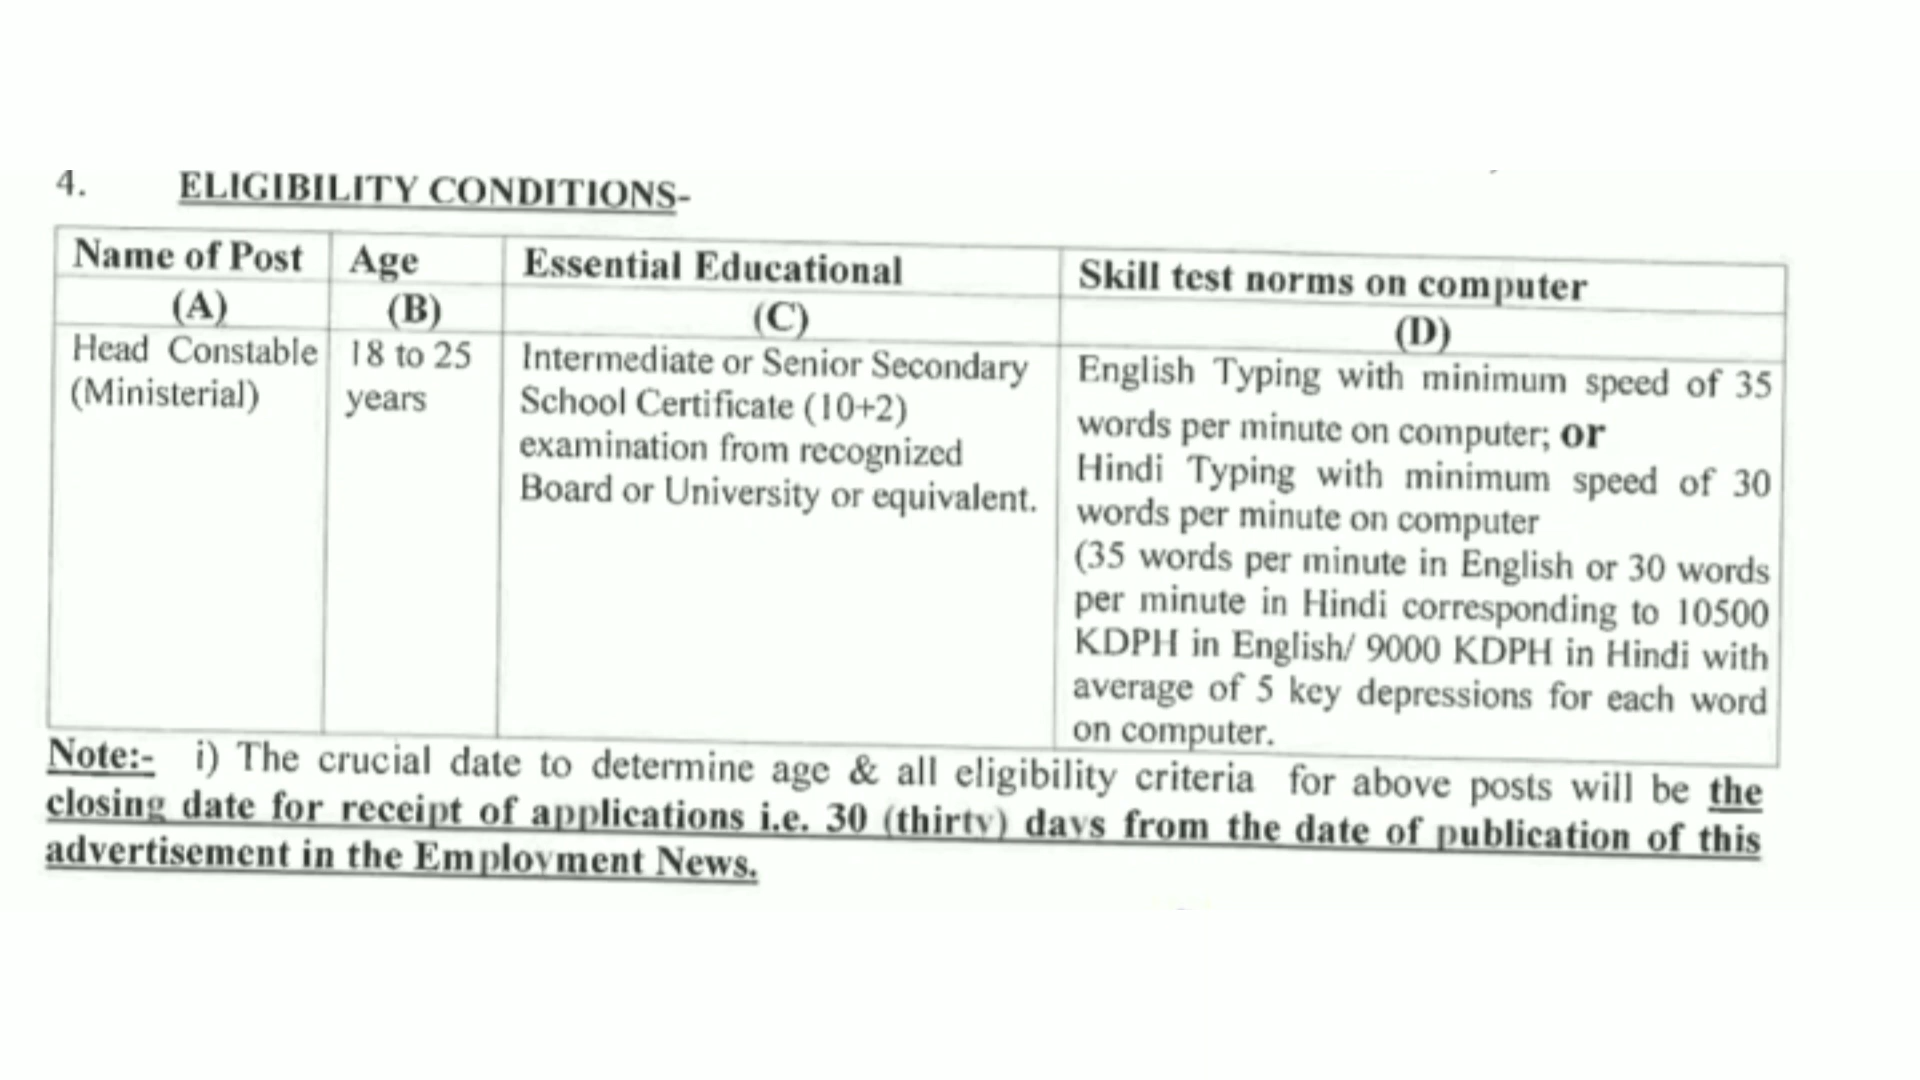 4. ELIGIBILITY CONDITIONS-
Name of Post Age Essential Educational Skill test norms on computer
(A) (B) (C) (D)
Head Constable
(Ministerial)
18 to 25
years
Intermediate or Senior Secondary
School Certificate (10+2)
examination from recognized
Board or University or equivalent.
English Typing with minimum speed of 35
words per minute on computer; or
Hindi Typing with minimum speed of 30
words per minute on computer
(35 words per minute in English or 30 words
per minute in Hindi corresponding to 10500
KDPH in English/ 9000 KDPH in Hindi with
average of 5 key depressions for each word
on computer.
Note:- i) The crucial date to determine age & all eligibility criteria for above posts will be the
closing date for receipt of applications i.e. 30 (thirty) days from the date of publication of this
advertisement in the Employment News.